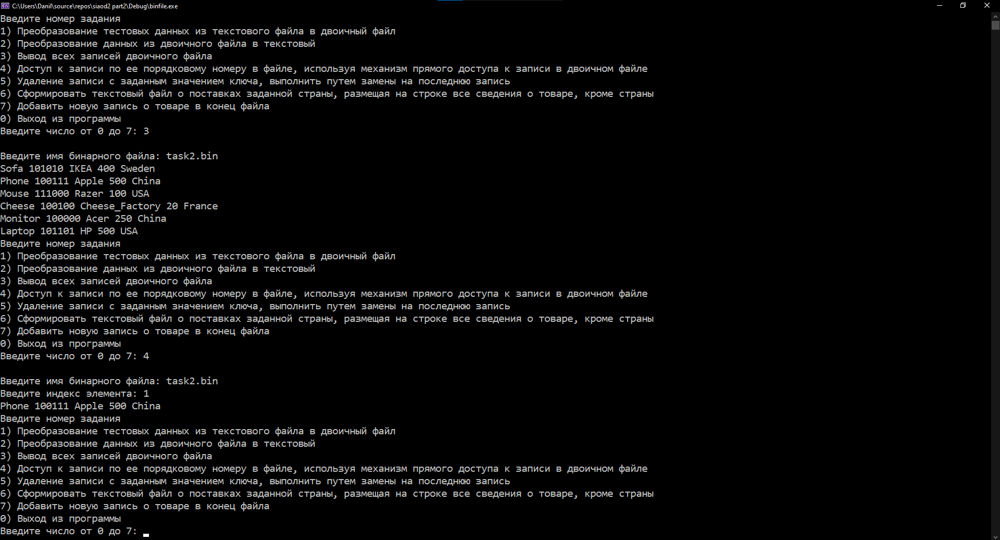 C:\Users\Danil\source\repos\siaod2 part2\Debug\binfile.exe
Введите номер задания
1) Преобразование тестовых данных из текстового файла в двоичный файл
2) Преобразование данных из двоичного файла в текстовый
3) Вывод всех записей двоичного файла
4) Доступ к записи по ее порядковому номеру в файле, используя механизм прямого доступа к записи в двоичном файле
5) Удаление записи с заданным значением ключа, выполнить путем замены на последнюю запись
6) Сформировать текстовый файл о поставках заданной страны, размещая на строке все сведения о товаре, кроме страны
7) Добавить новую запись о товаре в конец файла
0) Выход из программы
Введите число от 0 до 7: 3
Введите имя бинарного файла: task2.bin
Sofa 101010 IKEA 400 Sweden
Phone 100111 Apple 500 China
Mouse 111000 Razer 100 USA
Cheese 100100 Cheese_Factory 20 France
Monitor 100000 Acer 250 China
Laptop 101101 HP 500 USA
Введите номер задания
1) Преобразование тестовых данных из текстового файла в двоичный файл
2) Преобразование данных из двоичного файла в текстовый
3) Вывод всех записей двоичного файла
4) Доступ к записи по ее порядковому номеру в файле, используя механизм прямого доступа к записи в двоичном файле
5) Удаление записи с заданным значением ключа, выполнить путем замены на последнюю запись
6) Сформировать текстовый файл о поставках заданной страны, размещая на строке все сведения о товаре, кроме страны
7) Добавить новую запись о товаре в конец файла
0) Выход из программы
Введите число от 0 до 7: 4
Введите имя бинарного файла: task2.bin
Введите индекс элемента: 1
Phone 100111 Apple 500 China
Введите номер задания
1) Преобразование тестовых данных из текстового файла в двоичный файл
2) Преобразование данных из двоичного файла в текстовый
3) Вывод всех записей двоичного файла
4) Доступ к записи по ее порядковому номеру в файле, используя механизм прямого доступа к записи в двоичном файле
5) Удаление записи с заданным значением ключа, выполнить путем замены на последнюю запись
6) Сформировать текстовый файл о поставках заданной страны, размещая на строке все сведения о товаре, кроме страны
7) Добавить новую запись о товаре в конец файла
0) Выход из программы
Введите число от 0 до 7: